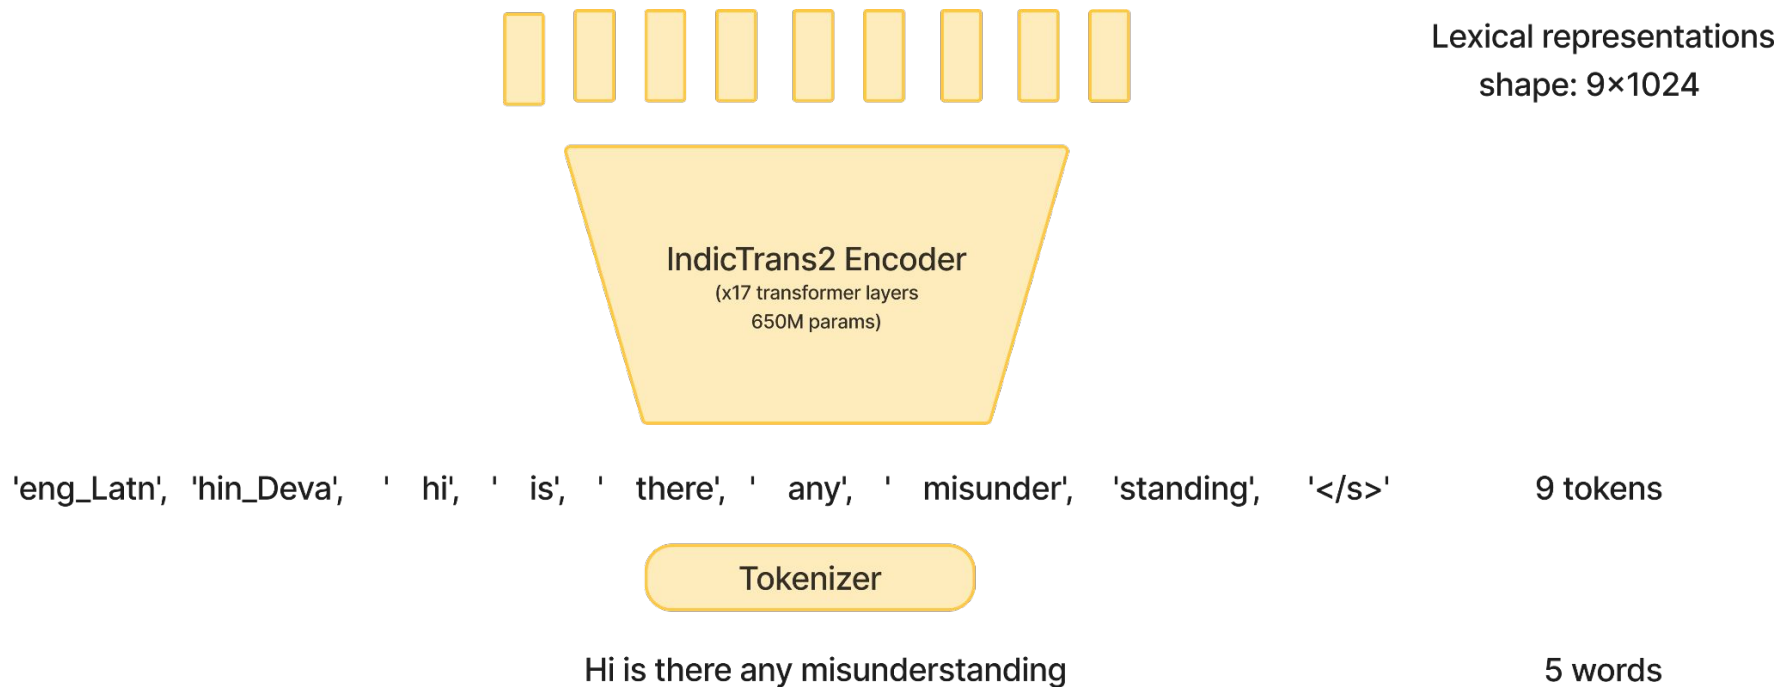 Lexical representations
shape: 9×1024
IndicTrans2 Encoder
(x17 transformer layers
650M params)
'eng_Latn', 'hin_Deva', ' hi', ' is', ' there', ' any', ' misunder', 'standing', '</s>' 9 tokens
Tokenizer
Hi is there any misunderstanding 5 words